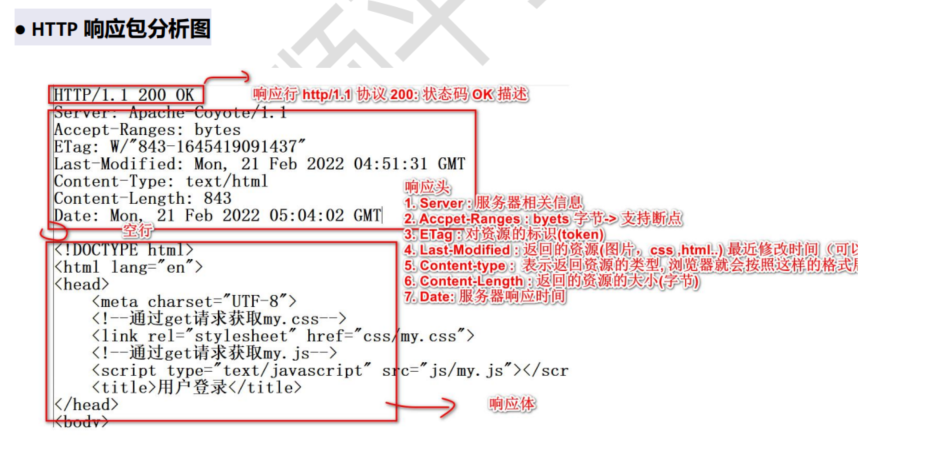 ● HTTP 响应包分析图
HTTP/1.1 200 OK
响应行 http/1.1 协议 200: 状态码 OK 描述
Server: Apache-Coyote/1.1
Accept-Ranges: bytes
ETag: W/"843-1645419091437"
Last-Modified: Mon, 21 Feb 2022 04:51:31 GMT
Content-Type: text/html
Content-Length: 843
Date: Mon, 21 Feb 2022 05:04:02 GMT
响应头
1. Server : 服务器相关信息
2. Accpet-Ranges : byets 字节-> 支持断点
3. ETag : 对资源的标识(token)
4. Last-Modified : 返回的资源(图片，css ,html..) 最近修改时间（可以
5. Content-type : 表示返回资源的类型, 浏览器就会按照这样的格式
6. Content-Length : 返回的资源的大小(字节)
7. Date: 服务器响应时间
空行
<!DOCTYPE html>
<html lang="en">
<head>
<meta charset="UTF-8">
<!--通过get请求获取my.css-->
<link rel="stylesheet" href="css/my.css">
<!--通过get请求获取my.js-->
<script type="text/javascript" src="js/my.js"></scr
<title>用户登录</title>
</head>
<body>
响应体